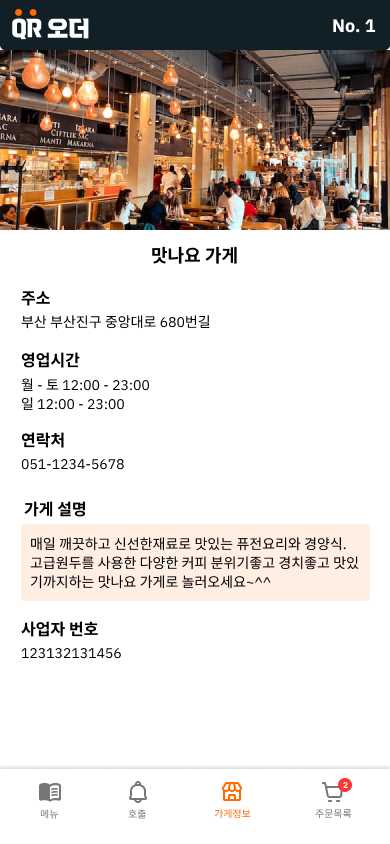 QR 오더
No. 1
TZARA
ÇIFTLIK SAC
MANTI MAKARNA
맛나요 가게
주소
부산 부산진구 중앙대로 680번길
영업시간
월 - 토 12:00 - 23:00
일 12:00 - 23:00
연락처
051-1234-5678
가게 설명
매일 깨끗하고 신선한재료로 맛있는 퓨전요리와 경양식.
고급원두를 사용한 다양한 커피 분위기좋고 경치좋고 맛있
기까지하는 맛나요 가게로 놀러오세요~^^
사업자 번호
123132131456
2
메뉴
호출
가게정보
주문목록